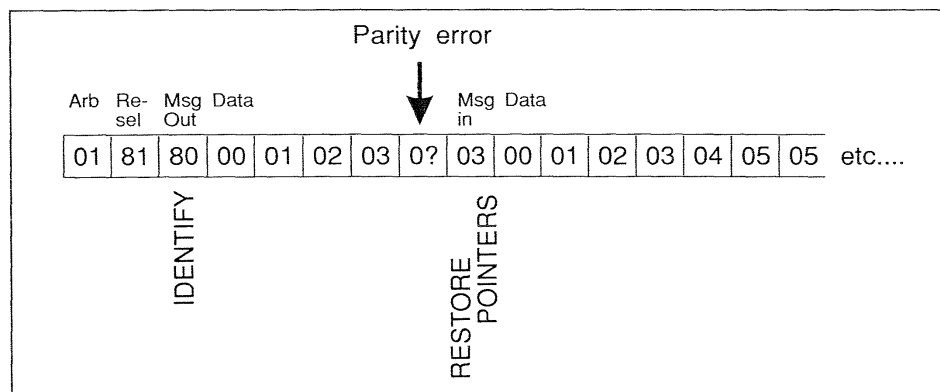 Parity error
Arb Re- Msg Data Msg Data
sel Out in
01 81 80 00 01 02 03 0? 03 00 01 02 03 04 05 05 etc....
IDENTIFY
RESTORE
POINTERS